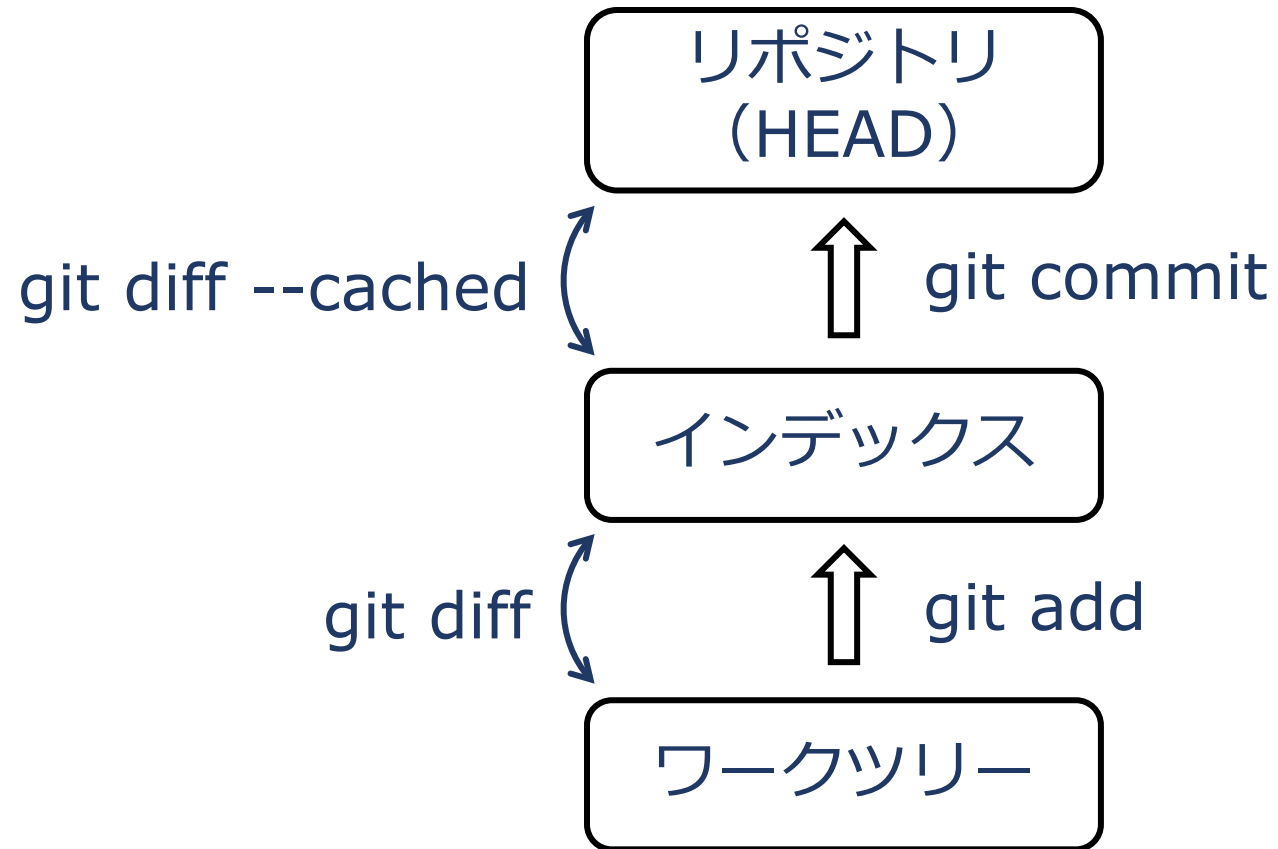 リポジトリ
（HEAD）
git diff --cached
git commit
インデックス
git diff
git add
ワークツリー